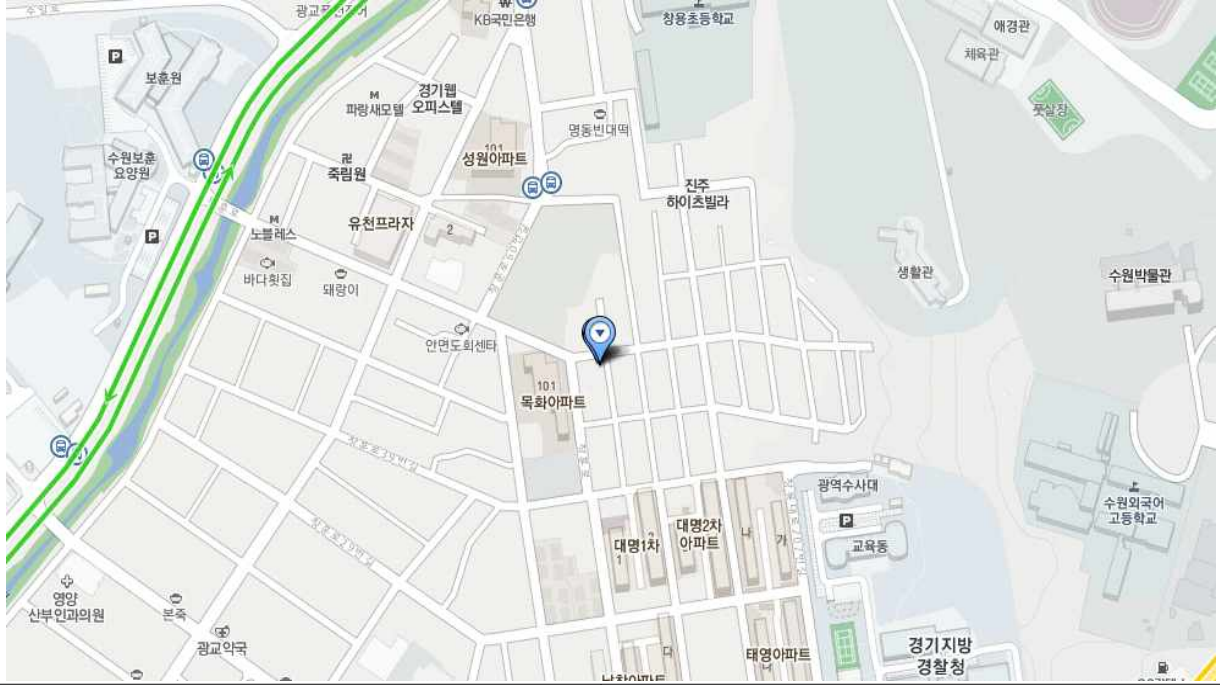 KB국민은행
창용초등학교
애경관
체육관
P
보훈원
M
파랑새모텔
경기웹
오피스텔
풋살장
명동빈대떡
101
성원아파트
수원보훈
요양원
죽림원
진주
하이츠빌라
M
노블레스
유천프라자
2
P
바다횟집
돼랑이
생활관
수원박물관
안면도회센타
101
목화아파트
광역수사대
P
교육동
수원외국어
고등학교
대명1차
1
대명2차
아파트
나
가
영양
산부인과의원
본죽
광교약국
다
태영아파트
경기지방
경찰청